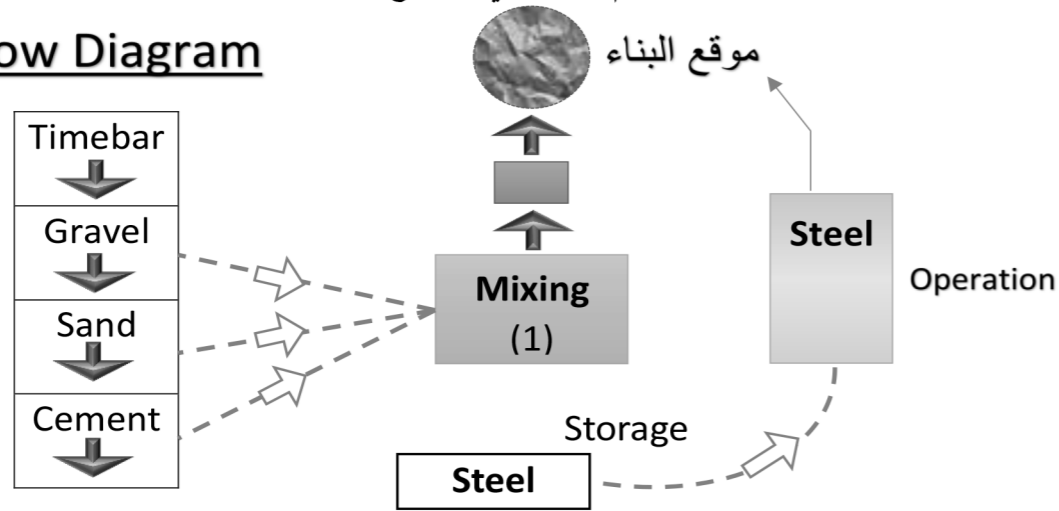 ow Diagram
موقع البناء
Timebar
Gravel
Sand
Cement
Mixing
(1)
Steel
Operation
Storage
Steel